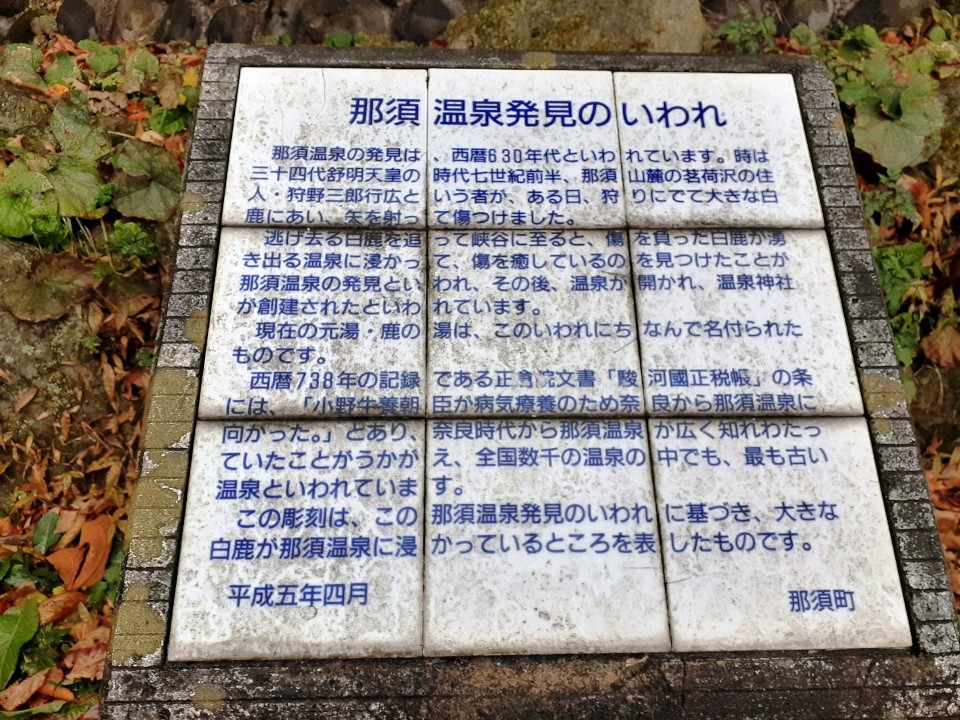 那須温泉発見のいわれ
那須温泉の発見は、西暦630年代といわれています。時は
三十四代舒明天皇の時代七世紀前半、那須山麓の茗荷沢の住
人・狩野三郎行広という者が、ある日、狩りにでて大きな白
鹿にあい、矢を射って傷つけました。
逃げ去る白鹿を追って峡谷に至ると、傷を負った白鹿が湧
き出る温泉に浸かって、傷を癒しているのを見つけたことが
那須温泉の発見といわれ、その後、温泉が開かれ、温泉神社
が創建されたといわれています。
現在の元湯・鹿の湯は、このいわれにちなんで名付られた
ものです。
西暦738年の記録である正倉院文書「駿河國正税帳」の条
には、「小野牛養朝臣が病気療養のため奈良から那須温泉に
向かった。」とあり、奈良時代から那須温泉が広く知れわたっ
ていたことがうかがえ、全国数千の温泉の中でも、最も古い
温泉といわれています。
この彫刻は、この那須温泉発見のいわれに基づき、大きな
白鹿が那須温泉に浸かっているところを表したものです。
平成五年四月 那須町